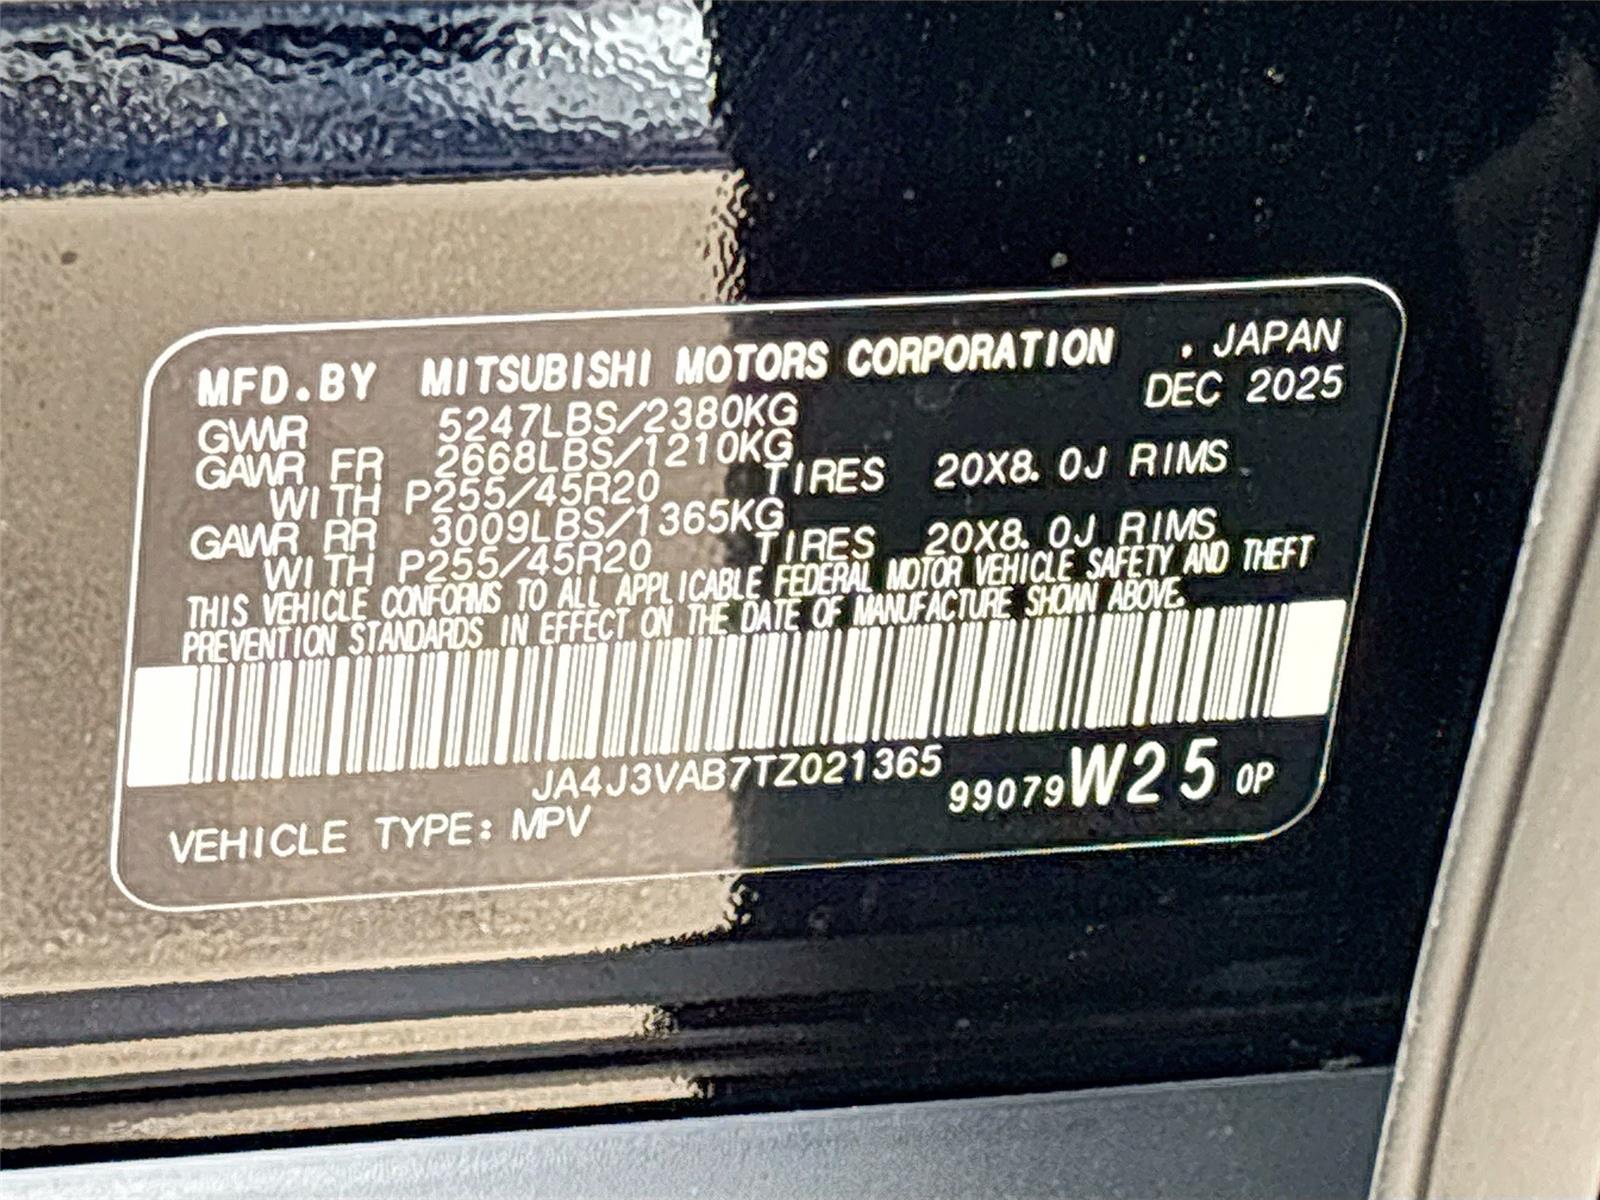 MFD.BY MITSUBISHI MOTORS CORPORATION . JAPAN
DEC 2025
GVWR 5247LBS/2380KG
GAWR FR 2668LBS/1210KG
WITH P255/45R20 TIRES 20X8.0J RIMS
GAWR RR 3009LBS/1365KG
WITH P255/45R20 TIRES 20X8.0J RIMS
THIS VEHICLE CONFORMS TO ALL APPLICABLE FEDERAL MOTOR VEHICLE SAFETY AND THEFT
PREVENTION STANDARDS IN EFFECT ON THE DATE OF MANUFACTURE SHOWN ABOVE.
JA4J3VAB7TZ021365
99079W25 0P
VEHICLE TYPE: MPV